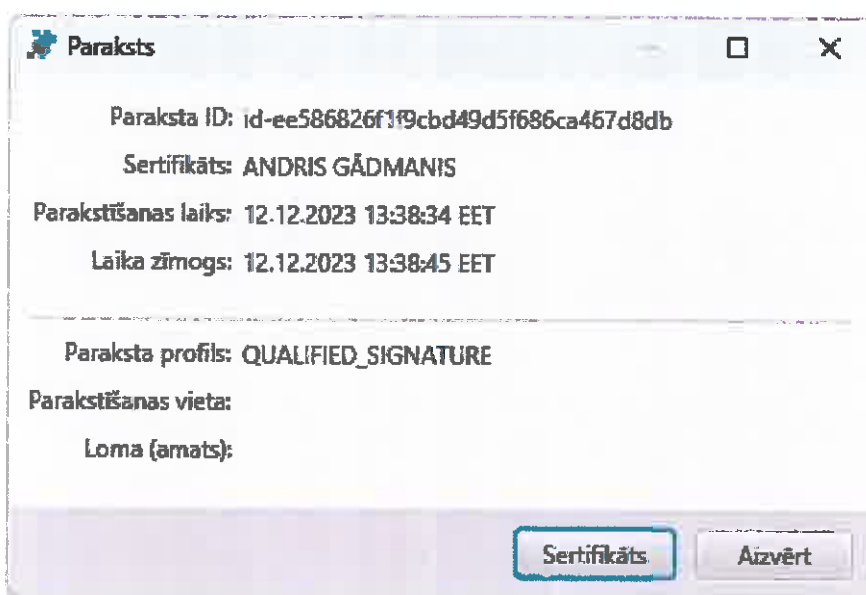 Paraksts
Paraksta ID: id-ee586826f1f9cbd49d5f686ca467d8db
Sertifikāts: ANDRIS GĀDMANIS
Parakstīšanas laiks: 12.12.2023 13:38:34 EET
Laika zīmogs: 12.12.2023 13:38:45 EET
Paraksta profils: QUALIFIED_SIGNATURE
Parakstīšanas vieta:
Loma (amats):
Sertifikāts Aizvērt